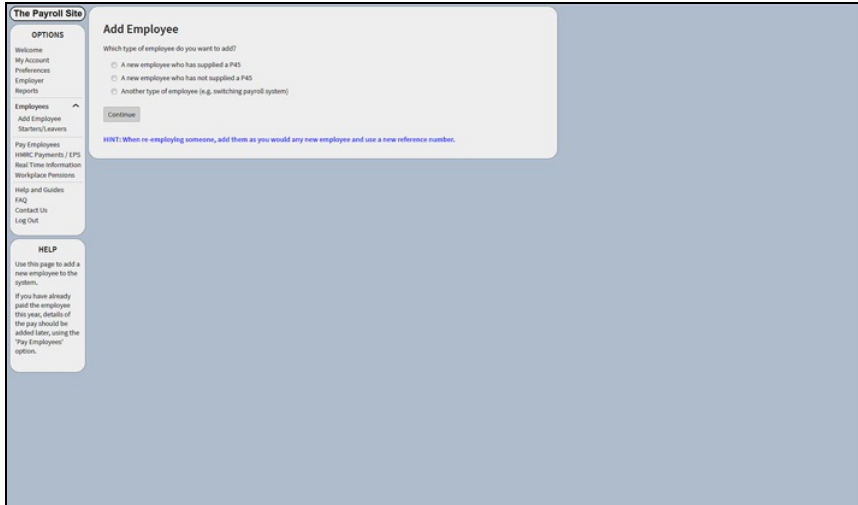 The Payroll Site
OPTIONS
Welcome
My Account
Preferences
Employer
Reports
Employees
Add Employee
Starters/Leavers
Pay Employees
HMRC Payments / EPS
Real Time Information
Workplace Pensions
Help and Guides
FAQ
Contact Us
Log Out
HELP
Use this page to add a
new employee to the
system.
If you have already
paid the employee
this year, details of
the pay should be
added later, using the
'Pay Employees'
option.
Add Employee
Which type of employee do you want to add?
A new employee who has supplied a P45
A new employee who has not supplied a P45
Another type of employee (e.g. switching payroll system)
Continue
HINT: When re-employing someone, add them as you would any new employee and use a new reference number.